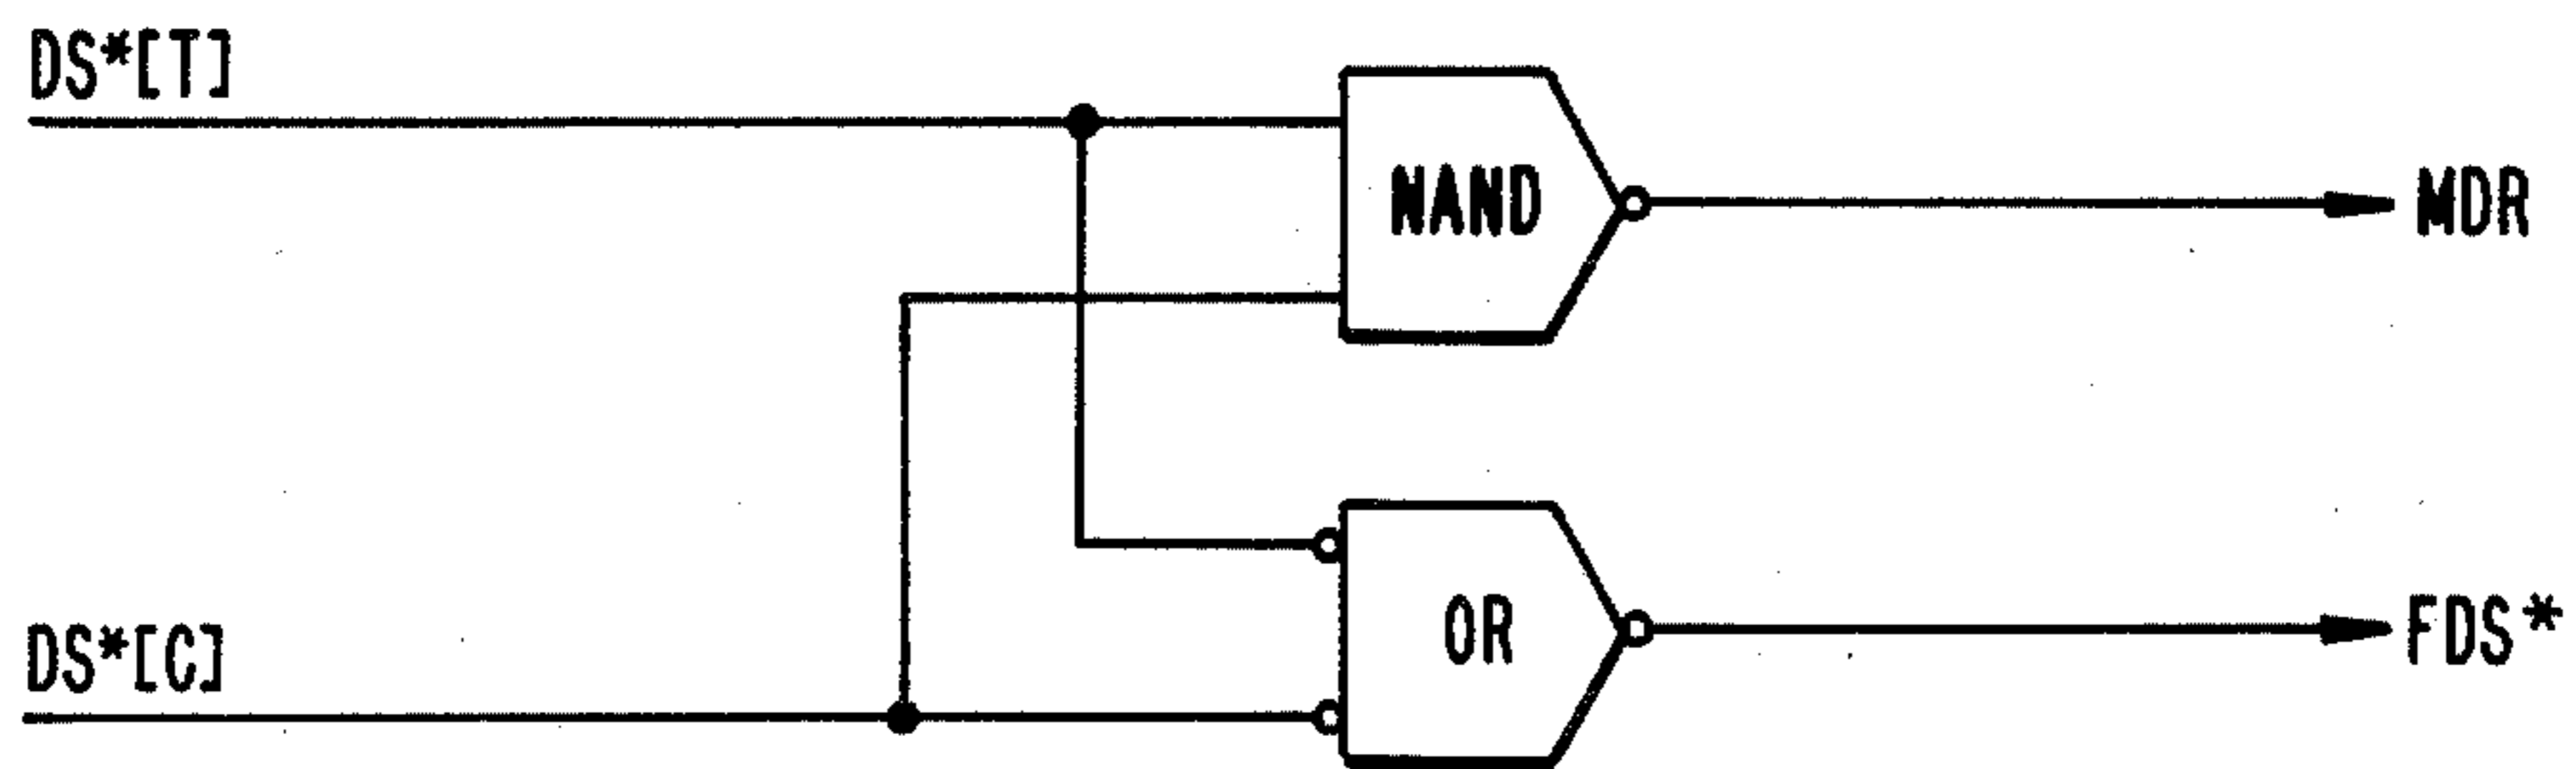 DS*[T]
NAND
MDR
OR
FDS*
DS*[C]